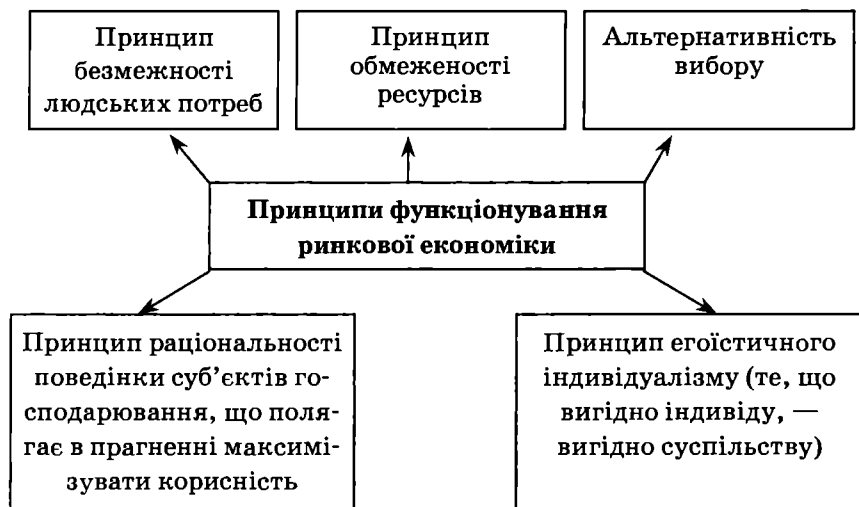 Принцип
безмежності
людських потреб
Принцип
обмеженості
ресурсів
Альтернативність
вибору
Принципи функціонування
ринкової економіки
Принцип раціональності
поведінки суб’єктів го-
сподарювання, що поля-
гає в прагненні максимі-
зувати корисність
Принцип егоїстичного
індивідуалізму (те, що
вигідно індивіду, —
вигідно суспільству)